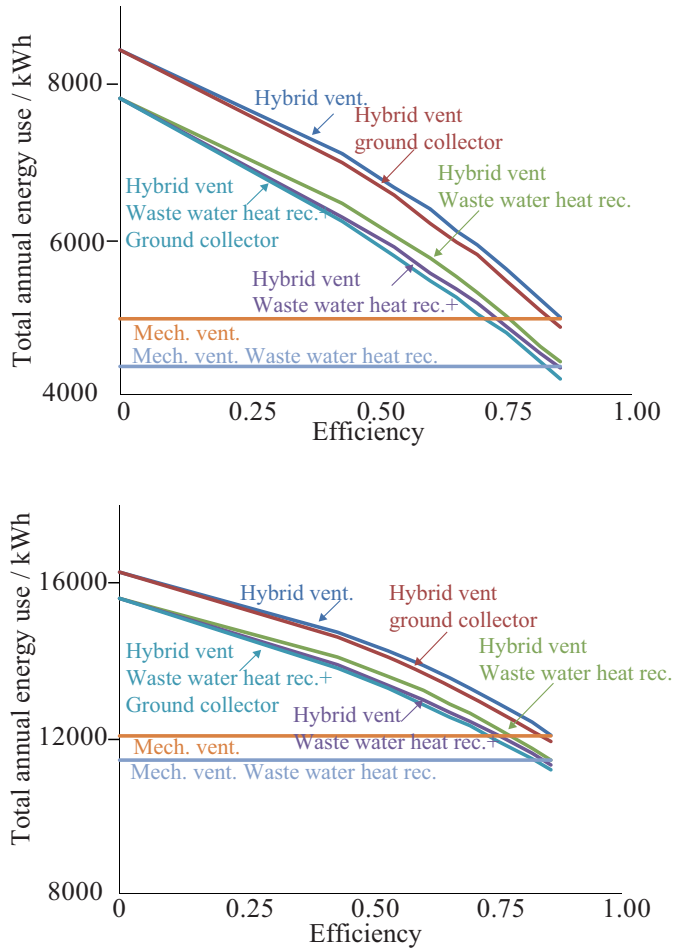 Total annual energy use / kWh
8000
6000
4000
Hybrid vent.
Hybrid vent
ground collector
Hybrid vent
Waste water heat rec.
Hybrid vent
Waste water heat rec.+
Ground collector
Hybrid vent
Waste water heat rec.+
Mech. vent.
Mech. vent. Waste water heat rec.
0
0.25
0.50
0.75
1.00
Efficiency
Total annual energy use / kWh
16000
12000
8000
Hybrid vent.
Hybrid vent
ground collector
Hybrid vent
Waste water heat rec.
Hybrid vent
Waste water heat rec.+
Ground collector
Hybrid vent
Waste water heat rec.+
Mech. vent.
Mech. vent. Waste water heat rec.
0
0.25
0.50
0.75
1.00
Efficiency